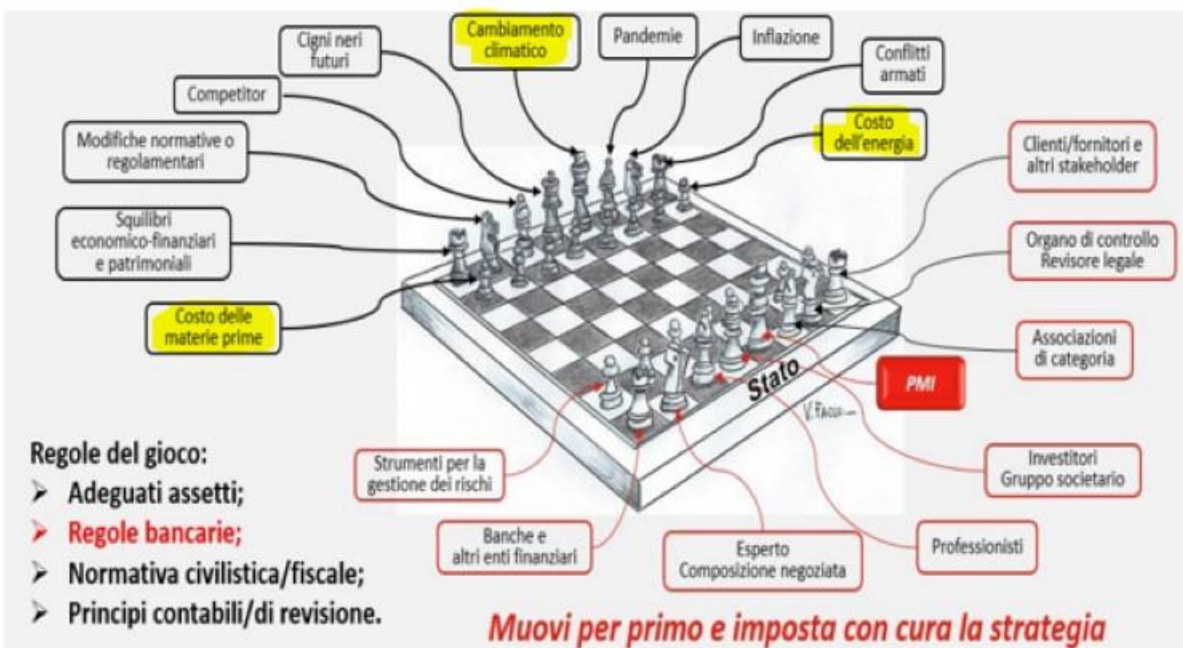 Cambiamento
climatico
Pandemie
Inflazione
Cigni neri
futuri
Conflitti
armati
Competitor
Costo
dell'energia
Modifiche normative o
regolamentari
Clienti/fornitori e
altri stakeholder
Squilibri
economico-finanziari
e patrimoniali
Organo di controllo
Revisore legale
Costo delle
materie prime
Associazioni
di categoria
Stato
PMI
Regole del gioco:
➢ Adeguati assetti;
➢ Regole bancarie;
➢ Normativa civilistica/fiscale;
➢ Principi contabili/di revisione.
Strumenti per la
gestione dei rischi
Investitori
Gruppo societario
Banche e
altri enti finanziari
Esperto
Composizione negoziata
Professionisti
Muovi per primo e imposta con cura la strategia